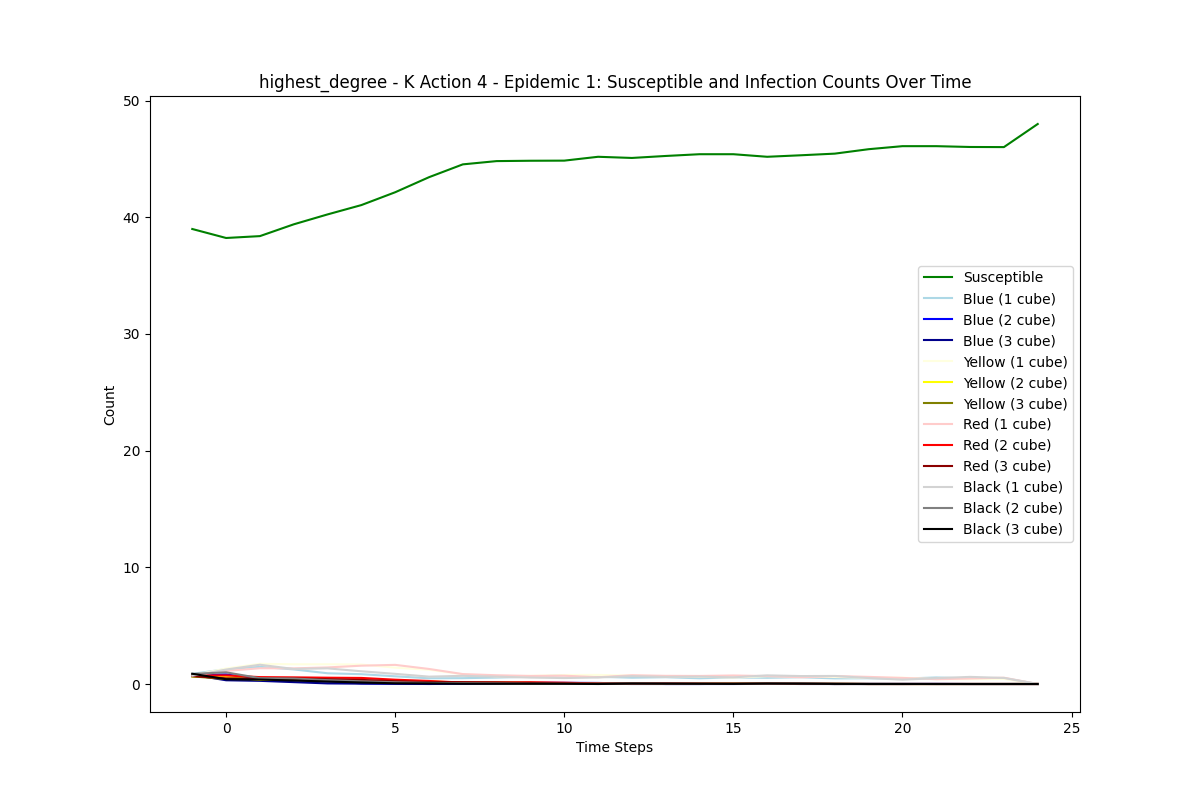 highest_degree - K Action 4 - Epidemic 1: Susceptible and Infection Counts Over Time
50
40
30
20
10
0
Count
Susceptible
Blue (1 cube)
Blue (2 cube)
Blue (3 cube)
Yellow (1 cube)
Yellow (2 cube)
Yellow (3 cube)
Red (1 cube)
Red (2 cube)
Red (3 cube)
Black (1 cube)
Black (2 cube)
Black (3 cube)
0 5 10 15 20 25
Time Steps